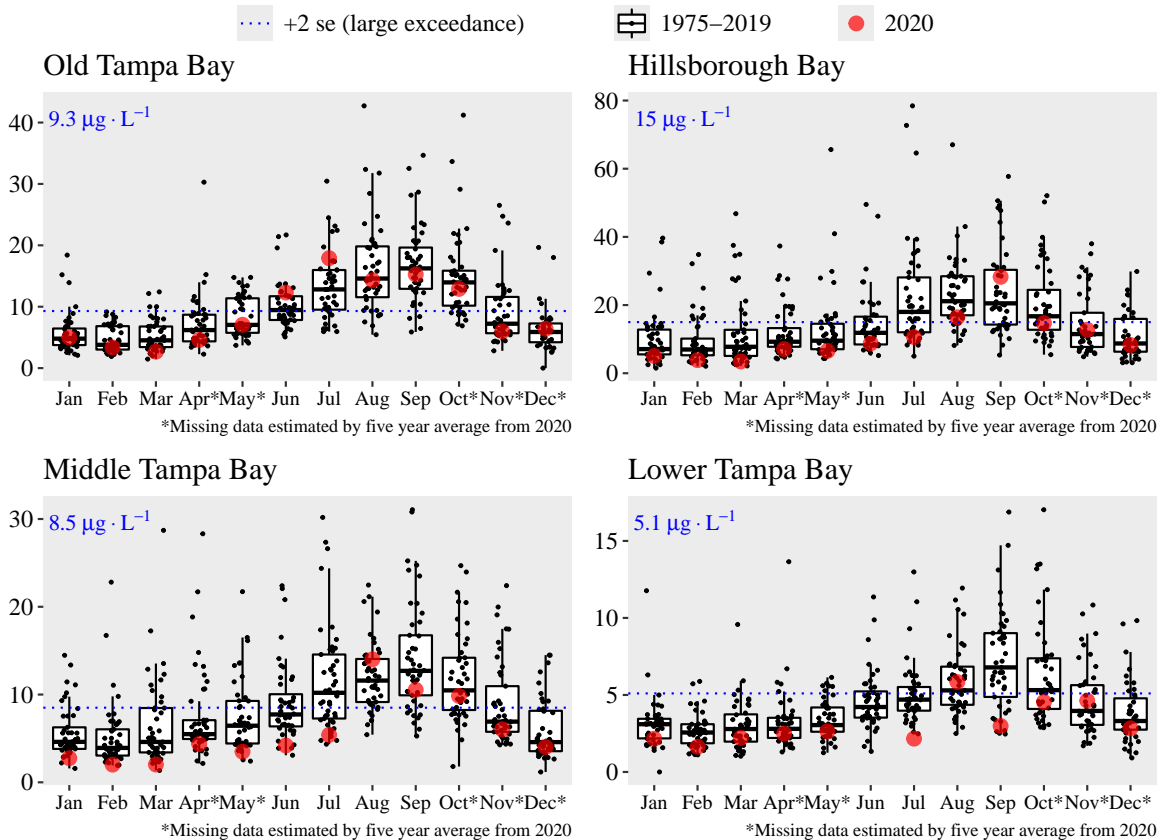 +2 se (large exceedance) 1975−2019 2020
Old Tampa Bay
9.3 μg ⋅ L−1
40
30
20
10
0
Jan Feb Mar Apr* May* Jun Jul Aug Sep Oct* Nov* Dec*
*Missing data estimated by five year average from 2020
Hillsborough Bay
15 μg ⋅ L−1
80
60
40
20
0
Jan Feb Mar Apr* May* Jun Jul Aug Sep Oct* Nov* Dec*
*Missing data estimated by five year average from 2020
Middle Tampa Bay
8.5 μg ⋅ L−1
30
20
10
0
Jan Feb Mar Apr* May* Jun Jul Aug Sep Oct* Nov* Dec*
*Missing data estimated by five year average from 2020
Lower Tampa Bay
5.1 μg ⋅ L−1
15
10
5
0
Jan Feb Mar Apr* May* Jun Jul Aug Sep Oct* Nov* Dec*
*Missing data estimated by five year average from 2020